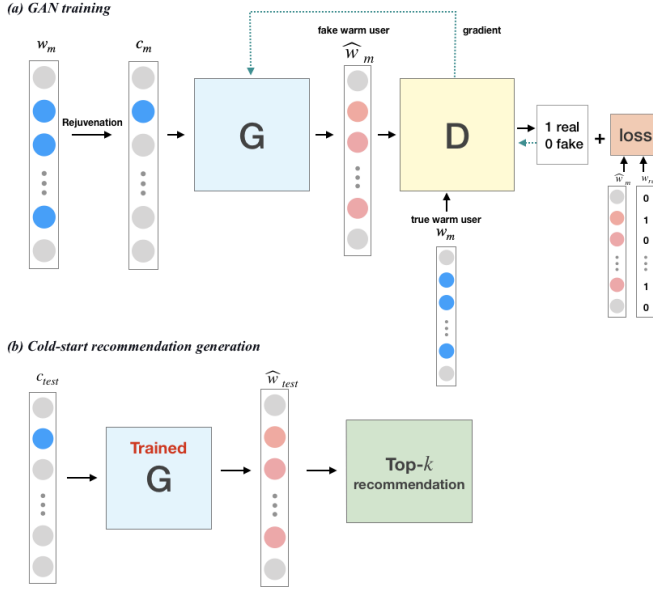 (a) GAN training
w_m
c_m
fake warm user
gradient
ŵ_m
Rejuvenation
G
D
1 real
0 fake
+
loss
true warm user
w_m
ŵ_m
0
1
0
1
0
(b) Cold-start recommendation generation
c_test
ŵ_test
Trained
G
Top-k
recommendation